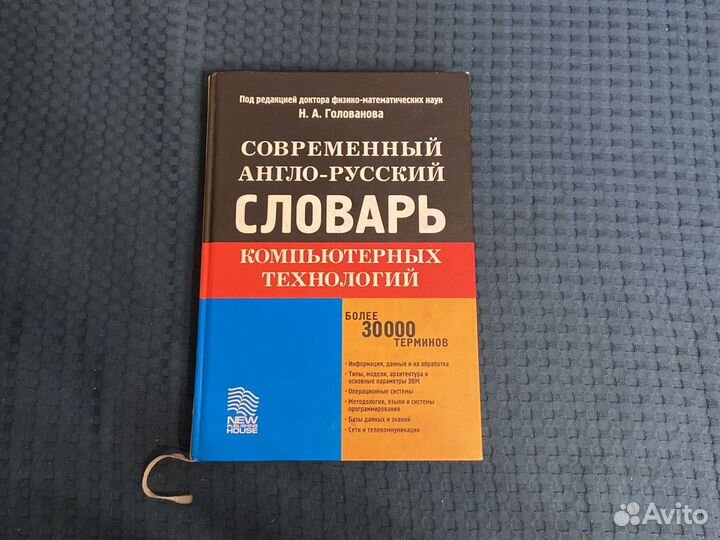 Под редакцией доктора физико-математических наук
Н. А. Голованова
СОВРЕМЕННЫЙ
АНГЛО-РУССКИЙ
СЛОВАРЬ
КОМПЬЮТЕРНЫХ
ТЕХНОЛОГИЙ
БОЛЕЕ
30000
ТЕРМИНОВ
• Информация, данные и их обработка
• Типы, модели, архитектура и
основные параметры ЭВМ
• Операционные системы
• Методология, языки и системы
программирования
• Базы данных и знаний
• Сети и телекоммуникации
NEW
PUBLISHING
HOUSE
Avito